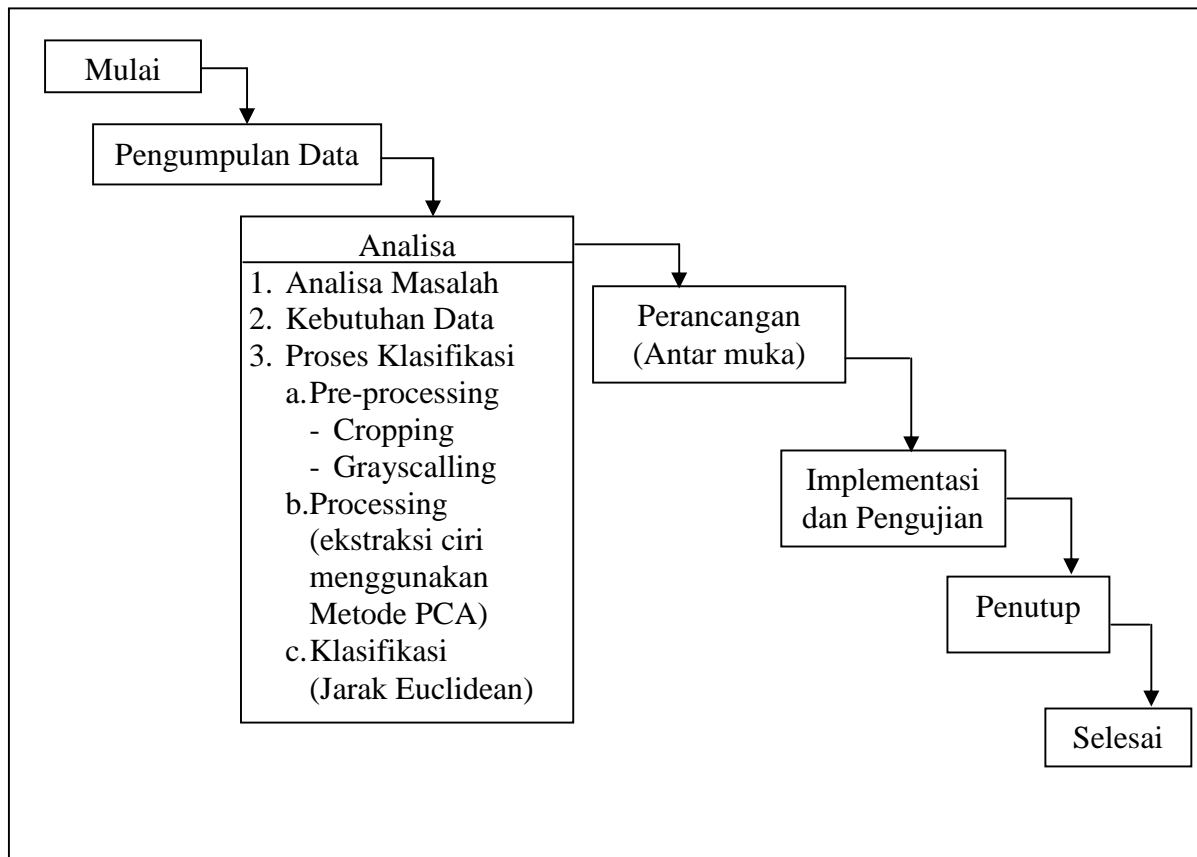 Mulai
Pengumpulan Data
Analisa
1. Analisa Masalah
2. Kebutuhan Data
3. Proses Klasifikasi
a. Pre-processing
- Cropping
- Grayscalling
b. Processing
(ekstraksi ciri
menggunakan
Metode PCA)
c. Klasifikasi
(Jarak Euclidean)
Perancangan
(Antar muka)
Implementasi
dan Pengujian
Penutup
Selesai